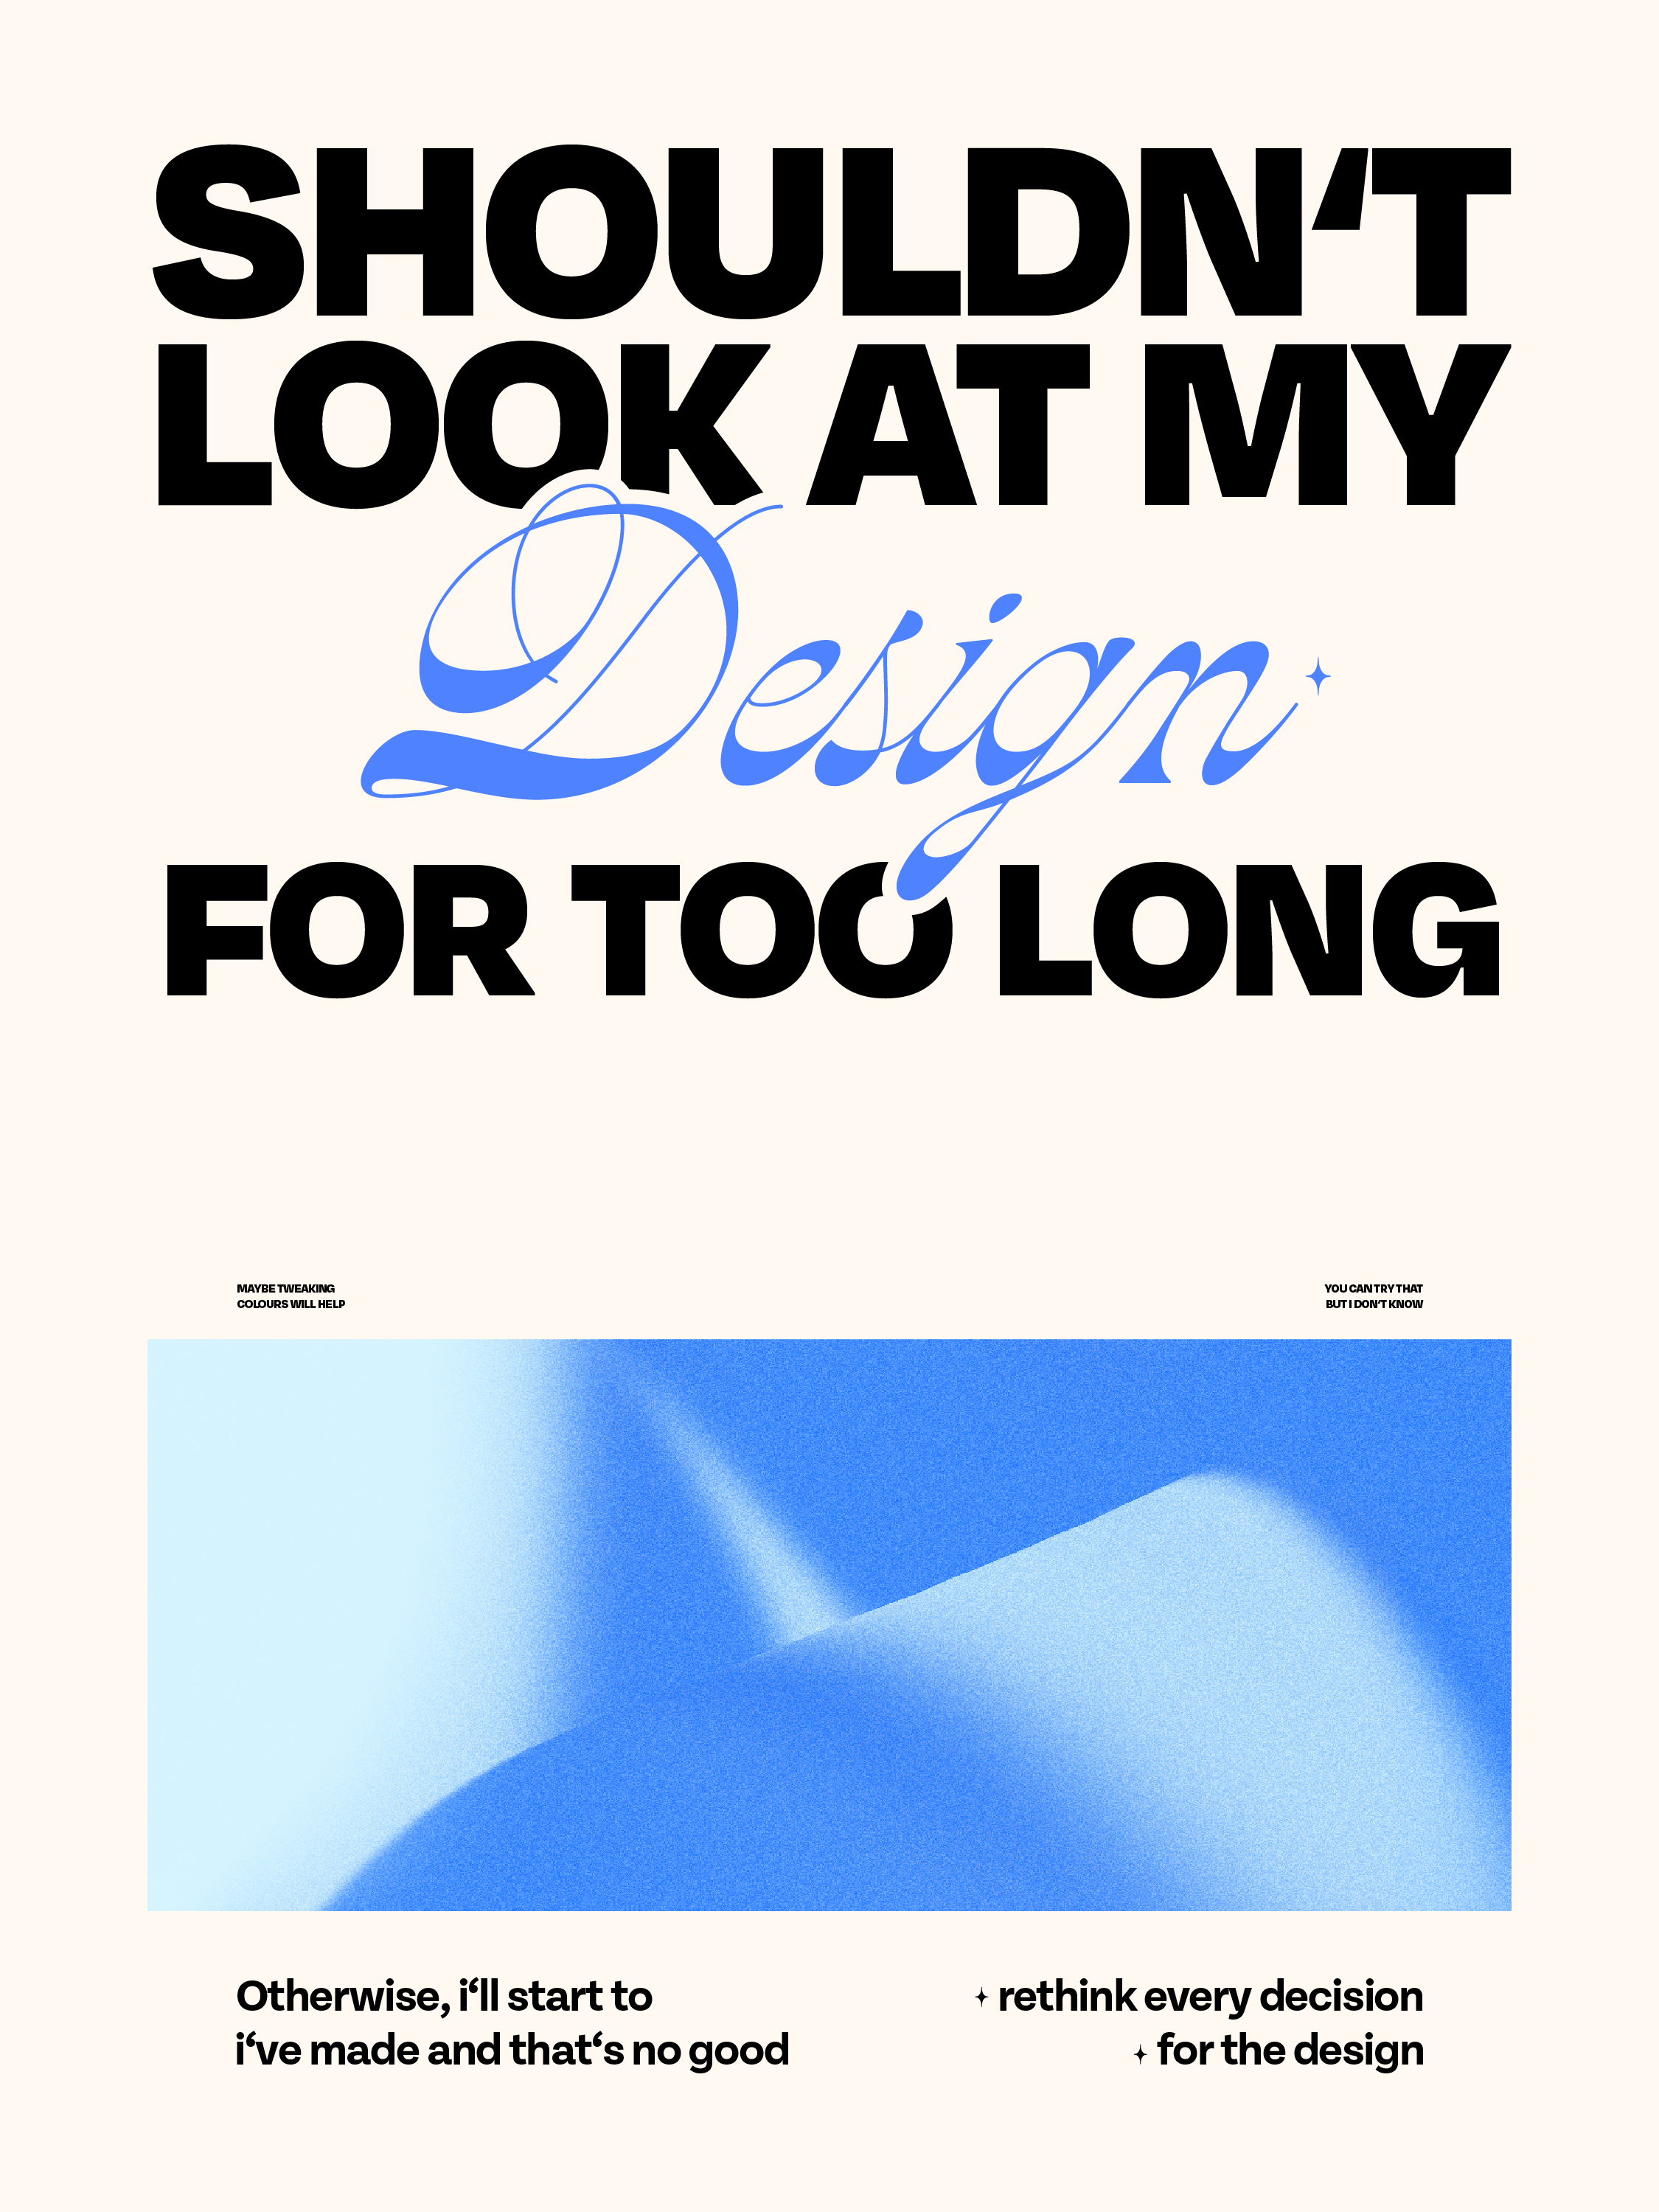 SHOULDN‘T
LOOK AT MY
Design
FOR TOO LONG
MAYBE TWEAKING
COLOURS WILL HELP
YOU CAN TRY THAT
BUT I DON‘T KNOW
Otherwise, i‘ll start to
rethink every decision
i‘ve made and that‘s no good
for the design